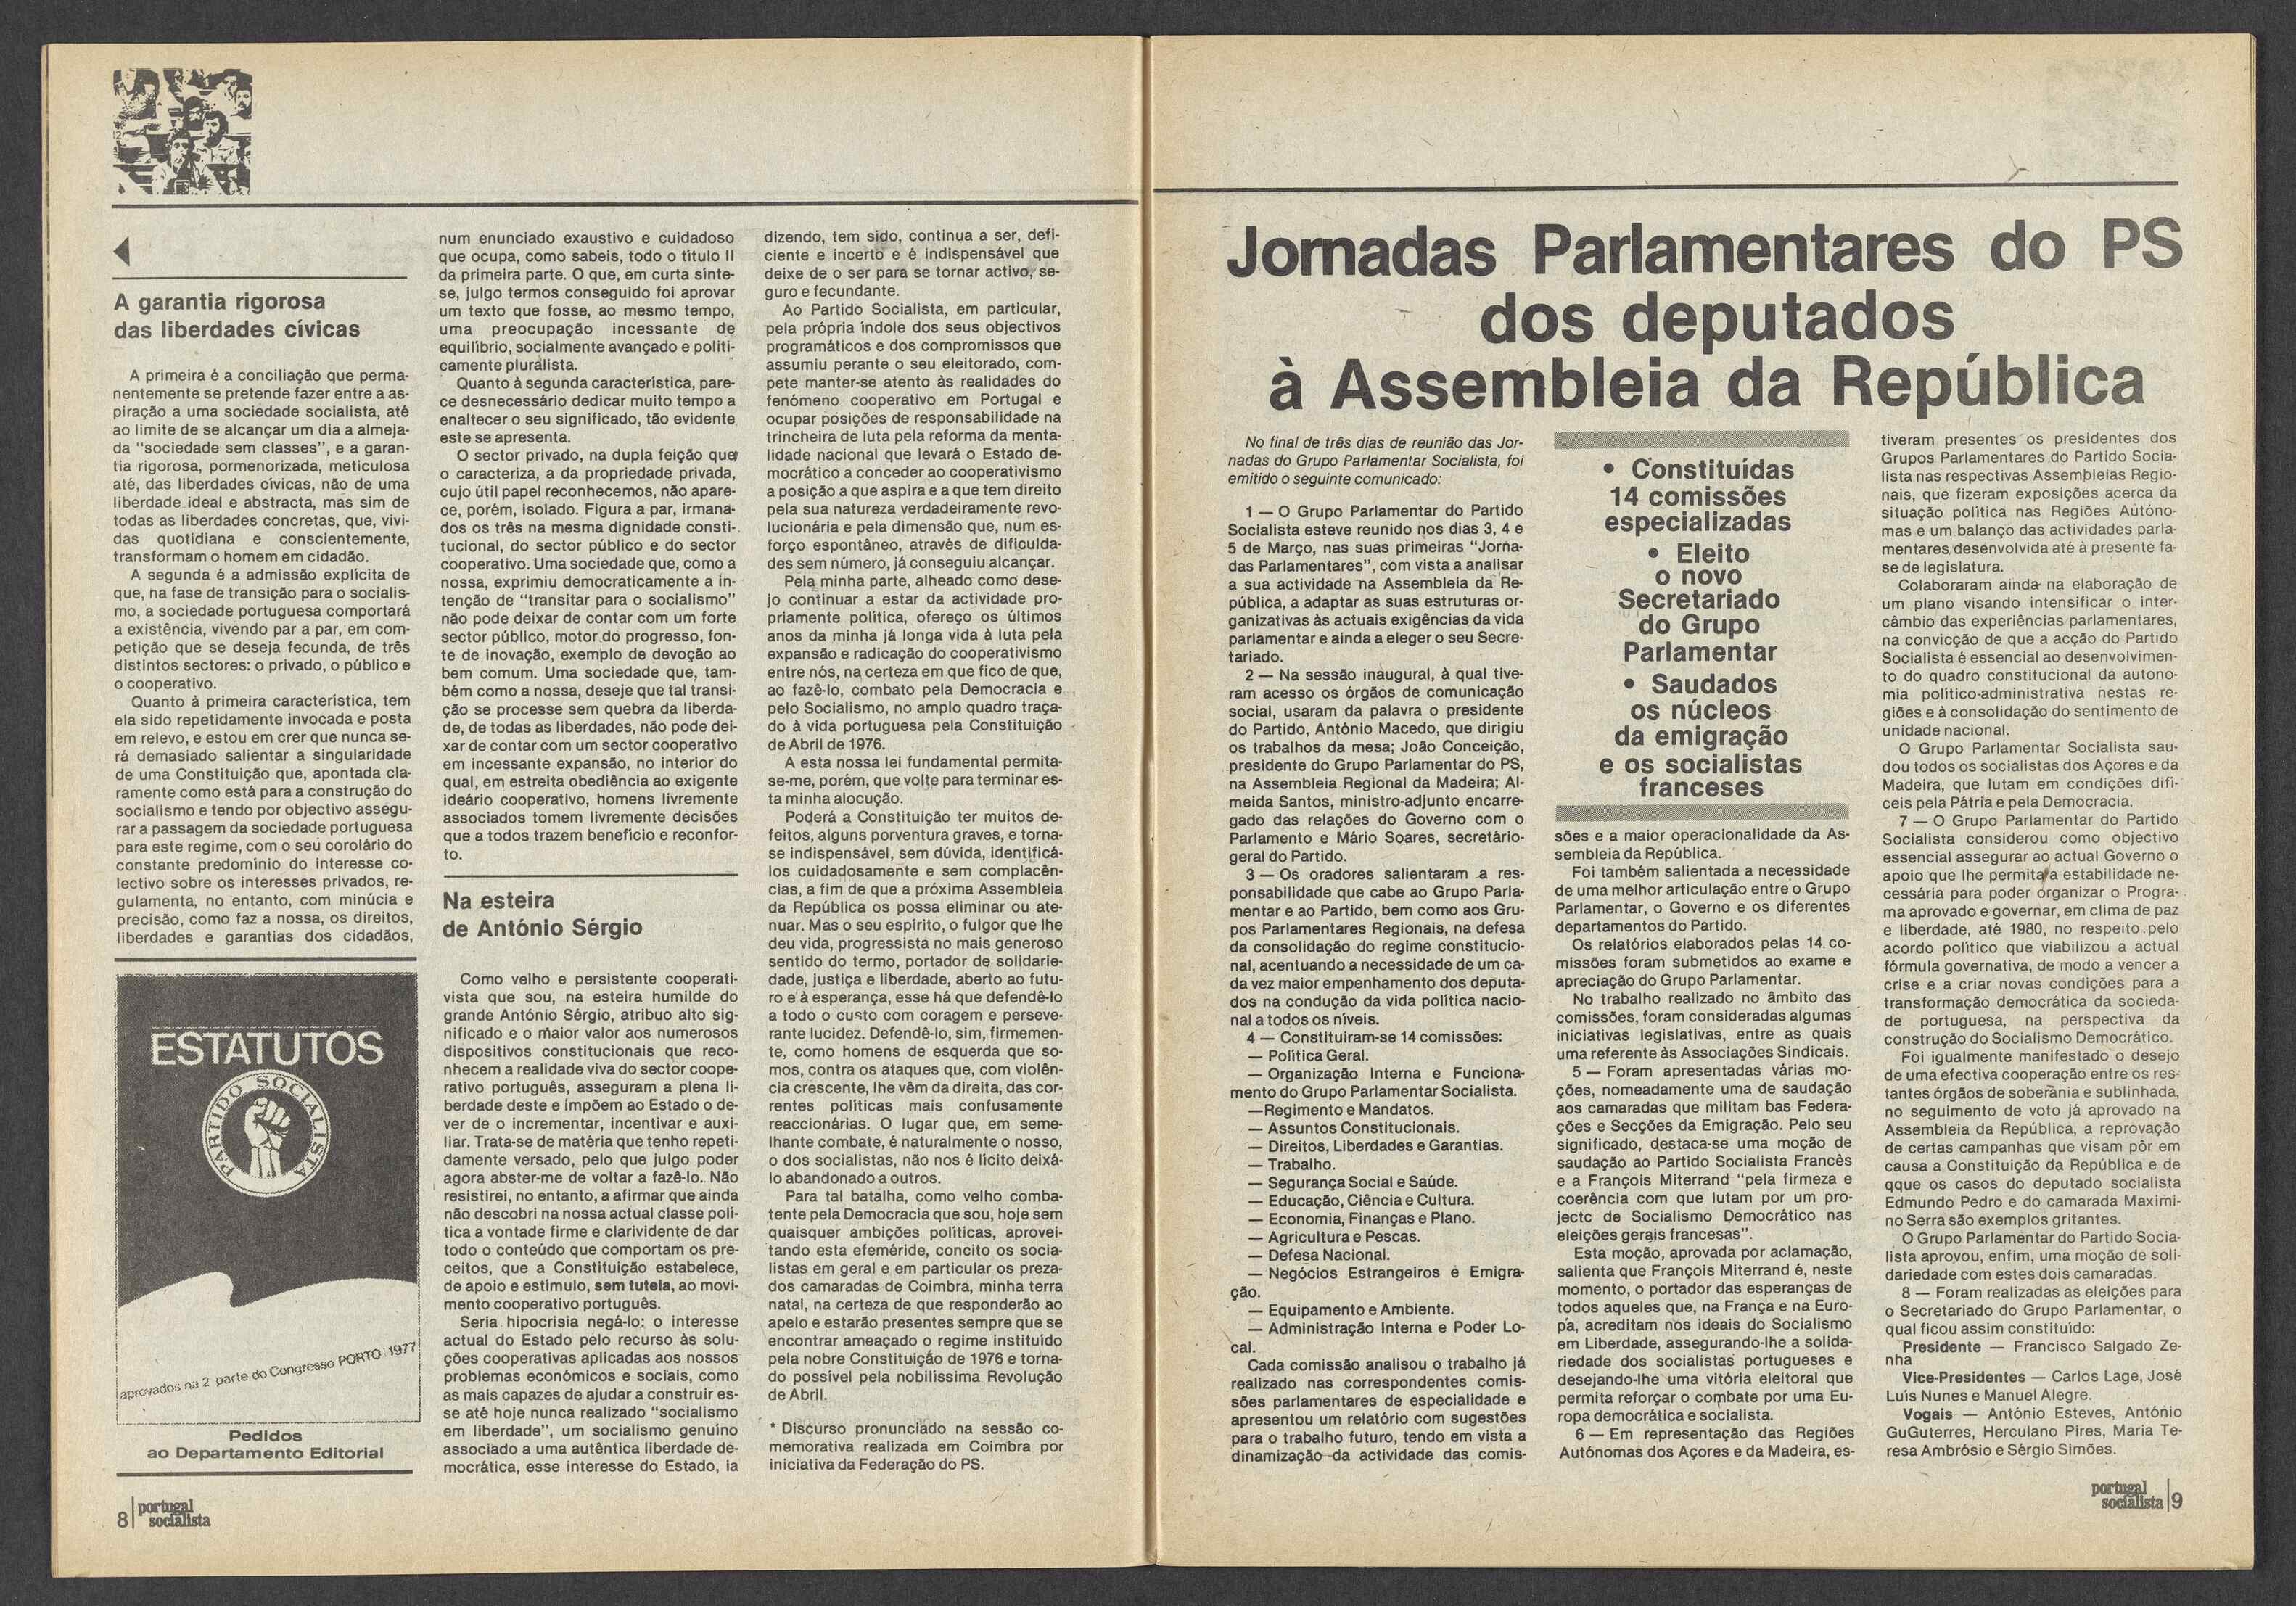 A garantia rigorosa
das liberdades cívicas
A primeira é a conciliação que perma-
nentemente se pretende fazer entre a as-
piração a uma sociedade socialista, até
ao limite de se alcançar um dia a almeja-
da "sociedade sem classes", e a garan-
tia rigorosa, pormenorizada, meticulosa
até, das liberdades cívicas, não de uma
liberdade ideal e abstracta, mas sim de
todas as liberdades concretas, que, vivi-
das quotidiana e conscientemente,
transformam o homem em cidadão.
A segunda é a admissão explícita de
que, na fase de transição para o socialis-
mo, a sociedade portuguesa comportará
a existência, vivendo par a par, em com-
petição que se deseja fecunda, de três
distintos sectores: o privado, o público e
o cooperativo.
Quanto à primeira característica, tem
ela sido repetidamente invocada e posta
em relevo, e estou em crer que nunca se-
rá demasiado salientar a singularidade
de uma Constituição que, apontada cla-
ramente como está para a construção do
socialismo e tendo por objectivo assegu-
rar a passagem da sociedade portuguesa
para este regime, com o seu corolário do
constante predomínio do interesse co-
lectivo sobre os interesses privados, re-
gulamenta, no entanto, com minúcia e
precisão, como faz a nossa, os direitos,
liberdades e garantias dos cidadãos,
ESTATUTOS
PARTIDO SOCIALISTA
aprovados na 2 parte do Congresso PORTO 1977
Pedidos
ao Departamento Editorial
8 portugal
socialista
num enunciado exaustivo e cuidadoso
que ocupa, como sabeis, todo o título II
da primeira parte. O que, em curta sínte-
se, julgo termos conseguido foi aprovar
um texto que fosse, ao mesmo tempo,
uma preocupação incessante de
equilíbrio, socialmente avançado e politi-
camente pluralista.
Quanto à segunda característica, pare-
ce desnecessário dedicar muito tempo a
enaltecer o seu significado, tão evidente
este se apresenta.
O sector privado, na dupla feição que
o caracteriza, a da propriedade privada,
cujo útil papel reconhecemos, não apare-
ce, porém, isolado. Figura a par, irmana-
dos os três na mesma dignidade consti-
tucional, do sector público e do sector
cooperativo. Uma sociedade que, como a
nossa, exprimiu democraticamente a in-
tenção de "transitar para o socialismo"
não pode deixar de contar com um forte
sector público, motor do progresso, fon-
te de inovação, exemplo de devoção ao
bem comum. Uma sociedade que, tam-
bém como a nossa, deseje que tal transi-
ção se processe sem quebra da liberda-
de, de todas as liberdades, não pode dei-
xar de contar com um sector cooperativo
em incessante expansão, no interior do
qual, em estreita obediência ao exigente
ideário cooperativo, homens livremente
associados tomem livremente decisões
que a todos trazem benefício e reconfor-
to.
Na esteira
de António Sérgio
Como velho e persistente cooperati-
vista que sou, na esteira humilde do
grande António Sérgio, atribuo alto sig-
nificado e o maior valor aos numerosos
dispositivos constitucionais que reco-
nhecem a realidade viva do sector coope-
rativo português, asseguram a plena li-
berdade deste e impõem ao Estado o de-
ver de o incrementar, incentivar e auxi-
liar. Trata-se de matéria que tenho repeti-
damente versado, pelo que julgo poder
agora abster-me de voltar a fazê-lo. Não
resistirei, no entanto, a afirmar que ainda
não descobri na nossa actual classe polí-
tica a vontade firme e clarividente de dar
todo o conteúdo que comportam os pre-
ceitos, que a Constituição estabelece,
de apoio e estímulo, sem tutela, ao movi-
mento cooperativo português.
Seria hipocrisia negá-lo: o interesse
actual do Estado pelo recurso às solu-
ções cooperativas aplicadas aos nossos
problemas económicos e sociais, como
as mais capazes de ajudar a construir es-
se até hoje nunca realizado "socialismo
em liberdade", um socialismo genuíno
associado a uma autêntica liberdade de-
mocrática, esse interesse do Estado, ia
dizendo, tem sido, continua a ser, defi-
ciente e incerto e é indispensável que
deixe de o ser para se tornar activo, se-
guro e fecundante.
Ao Partido Socialista, em particular,
pela própria índole dos seus objectivos
programáticos e dos compromissos que
assumiu perante o seu eleitorado, com-
pete manter-se atento às realidades do
fenómeno cooperativo em Portugal e
ocupar posições de responsabilidade na
trincheira de luta pela reforma da menta-
lidade nacional que levará o Estado de-
mocrático a conceder ao cooperativismo
a posição a que aspira e a que tem direito
pela sua natureza verdadeiramente revo-
lucionária e pela dimensão que, num es-
forço espontâneo, através de dificulda-
des sem número, já conseguiu alcançar.
Pela minha parte, alheado como dese-
jo continuar a estar da actividade pro-
priamente política, ofereço os últimos
anos da minha já longa vida à luta pela
expansão e radicação do cooperativismo
entre nós, na certeza em que fico de que,
ao fazê-lo, combato pela Democracia e
pelo Socialismo, no amplo quadro traça-
do à vida portuguesa pela Constituição
de Abril de 1976.
A esta nossa lei fundamental permita-
se-me, porém, que volte para terminar es-
ta minha alocução.
Poderá a Constituição ter muitos de-
feitos, alguns porventura graves, e torna-
se indispensável, sem dúvida, identificá-
los cuidadosamente e sem complacên-
cias, a fim de que a próxima Assembleia
da República os possa eliminar ou ate-
nuar. Mas o seu espírito, o fulgor que lhe
deu vida, progressista no mais generoso
sentido do termo, portador de solidarie-
dade, justiça e liberdade, aberto ao futu-
ro e à esperança, esse há que defendê-lo
a todo o custo com coragem e perseve-
rante lucidez. Defendê-lo, sim, firmemen-
te, como homens de esquerda que so-
mos, contra os ataques que, com violên-
cia crescente, lhe vêm da direita, das cor-
rentes políticas mais confusamente
reaccionárias. O lugar que, em seme-
lhante combate, é naturalmente o nosso,
o dos socialistas, não nos é lícito deixá-
lo abandonado a outros.
Para tal batalha, como velho comba-
tente pela Democracia que sou, hoje sem
quaisquer ambições políticas, aprovei-
tando esta efeméride, concito os socia-
listas em geral e em particular os preza-
dos camaradas de Coimbra, minha terra
natal, na certeza de que responderão ao
apelo e estarão presentes sempre que se
encontrar ameaçado o regime instituído
pela nobre Constituição de 1976 e torna-
do possível pela nobilíssima Revolução
de Abril.
* Discurso pronunciado na sessão co-
memorativa realizada em Coimbra por
iniciativa da Federação do PS.
Jornadas Parlamentares do PS
dos deputados
à Assembleia da República
No final de três dias de reunião das Jor-
nadas do Grupo Parlamentar Socialista, foi
emitido o seguinte comunicado:
1 — O Grupo Parlamentar do Partido
Socialista esteve reunido nos dias 3, 4 e
5 de Março, nas suas primeiras "Jorna-
das Parlamentares", com vista a analisar
a sua actividade na Assembleia da Re-
pública, a adaptar as suas estruturas or-
ganizativas às actuais exigências da vida
parlamentar e ainda a eleger o seu Secre-
tariado.
2 — Na sessão inaugural, à qual tive-
ram acesso os órgãos de comunicação
social, usaram da palavra o presidente
do Partido, António Macedo, que dirigiu
os trabalhos da mesa; João Conceição,
presidente do Grupo Parlamentar do PS,
na Assembleia Regional da Madeira; Al-
meida Santos, ministro-adjunto encarre-
gado das relações do Governo com o
Parlamento e Mário Soares, secretário-
geral do Partido.
3 — Os oradores salientaram a res-
ponsabilidade que cabe ao Grupo Parla-
mentar e ao Partido, bem como aos Gru-
pos Parlamentares Regionais, na defesa
da consolidação do regime constitucio-
nal, acentuando a necessidade de um ca-
da vez maior empenhamento dos deputa-
dos na condução da vida política nacio-
nal a todos os níveis.
4 — Constituiram-se 14 comissões:
— Política Geral.
— Organização Interna e Funciona-
mento do Grupo Parlamentar Socialista.
—Regimento e Mandatos.
— Assuntos Constitucionais.
— Direitos, Liberdades e Garantias.
— Trabalho.
— Segurança Social e Saúde.
— Educação, Ciência e Cultura.
— Economia, Finanças e Plano.
— Agricultura e Pescas.
— Defesa Nacional.
— Negócios Estrangeiros e Emigra-
ção.
— Equipamento e Ambiente.
— Administração Interna e Poder Lo-
cal.
Cada comissão analisou o trabalho já
realizado nas correspondentes comis-
sões parlamentares de especialidade e
apresentou um relatório com sugestões
para o trabalho futuro, tendo em vista a
dinamização da actividade das comis-
• Constituídas
14 comissões
especializadas
• Eleito
o novo
Secretariado
do Grupo
Parlamentar
• Saudados
os núcleos
da emigração
e os socialistas
franceses
sões e a maior operacionalidade da As-
sembleia da República.
Foi também salientada a necessidade
de uma melhor articulação entre o Grupo
Parlamentar, o Governo e os diferentes
departamentos do Partido.
Os relatórios elaborados pelas 14 co-
missões foram submetidos ao exame e
apreciação do Grupo Parlamentar.
No trabalho realizado no âmbito das
comissões, foram consideradas algumas
iniciativas legislativas, entre as quais
uma referente às Associações Sindicais.
5 — Foram apresentadas várias mo-
ções, nomeadamente uma de saudação
aos camaradas que militam bas Federa-
ções e Secções da Emigração. Pelo seu
significado, destaca-se uma moção de
saudação ao Partido Socialista Francês
e a François Miterrand "pela firmeza e
coerência com que lutam por um pro-
jectc de Socialismo Democrático nas
eleições gerais francesas".
Esta moção, aprovada por aclamação,
salienta que François Miterrand é, neste
momento, o portador das esperanças de
todos aqueles que, na França e na Euro-
pa, acreditam nos ideais do Socialismo
em Liberdade, assegurando-lhe a solida-
riedade dos socialistas portugueses e
desejando-lhe uma vitória eleitoral que
permita reforçar o combate por uma Eu-
ropa democrática e socialista.
6 — Em representação das Regiões
Autónomas dos Açores e da Madeira, es-
tiveram presentes os presidentes dos
Grupos Parlamentares do Partido Socia-
lista nas respectivas Assembleias Regio-
nais, que fizeram exposições acerca da
situação política nas Regiões Autóno-
mas e um balanço das actividades parla-
mentares desenvolvida até à presente fa-
se de legislatura.
Colaboraram ainda na elaboração de
um plano visando intensificar o inter-
câmbio das experiências parlamentares,
na convicção de que a acção do Partido
Socialista é essencial ao desenvolvimen-
to do quadro constitucional da autono-
mia político-administrativa nestas re-
giões e à consolidação do sentimento de
unidade nacional.
O Grupo Parlamentar Socialista sau-
dou todos os socialistas dos Açores e da
Madeira, que lutam em condições difí-
ceis pela Pátria e pela Democracia.
7 — O Grupo Parlamentar do Partido
Socialista considerou como objectivo
essencial assegurar ao actual Governo o
apoio que lhe permita a estabilidade ne-
cessária para poder organizar o Progra-
ma aprovado e governar, em clima de paz
e liberdade, até 1980, no respeito pelo
acordo político que viabilizou a actual
fórmula governativa, de modo a vencer a
crise e a criar novas condições para a
transformação democrática da socieda-
de portuguesa, na perspectiva da
construção do Socialismo Democrático.
Foi igualmente manifestado o desejo
de uma efectiva cooperação entre os res-
tantes órgãos de soberania e sublinhada,
no seguimento de voto já aprovado na
Assembleia da República, a reprovação
de certas campanhas que visam pôr em
causa a Constituição da República e de
qque os casos do deputado socialista
Edmundo Pedro e do camarada Maximi-
no Serra são exemplos gritantes.
O Grupo Parlamentar do Partido Socia-
lista aprovou, enfim, uma moção de soli-
dariedade com estes dois camaradas.
8 — Foram realizadas as eleições para
o Secretariado do Grupo Parlamentar, o
qual ficou assim constituído:
Presidente — Francisco Salgado Ze-
nha
Vice-Presidentes — Carlos Lage, José
Luís Nunes e Manuel Alegre.
Vogais — António Esteves, António
GuGuterres, Herculano Pires, Maria Te-
resa Ambrósio e Sérgio Simões.
portugal
socialista 9